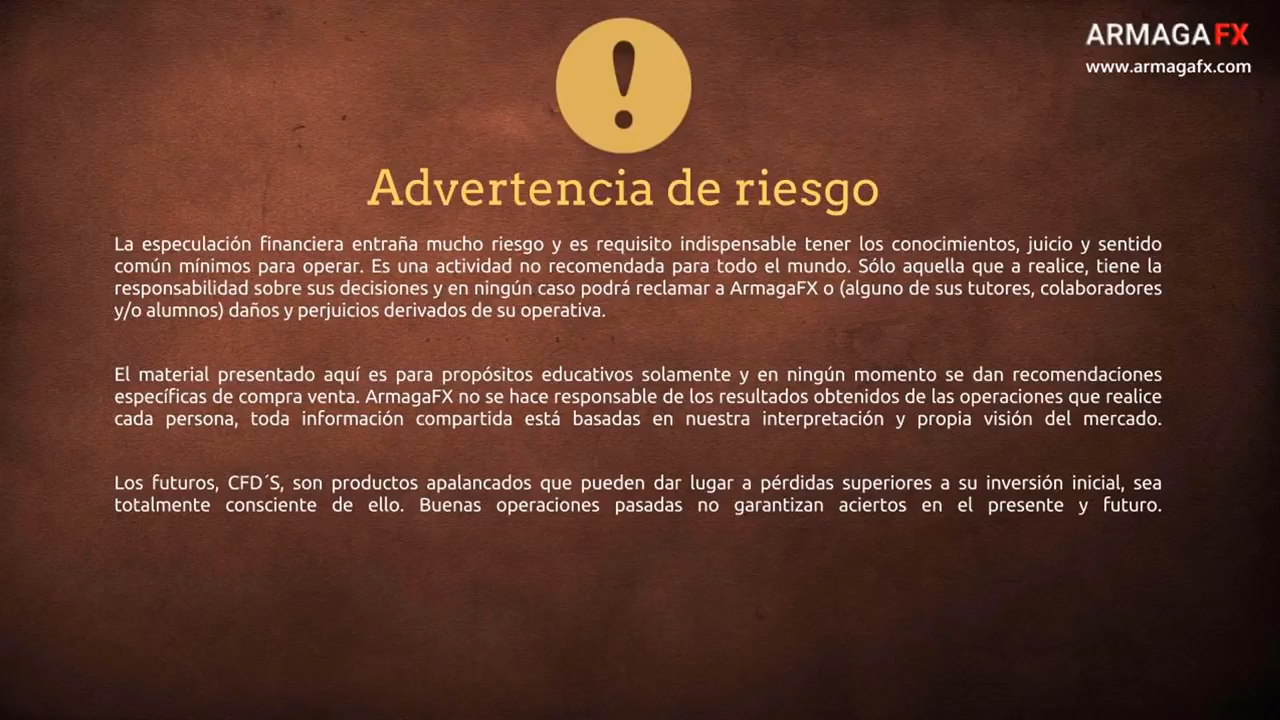 ARMAGAFX
www.armagafx.com
!
Advertencia de riesgo
La especulación financiera entraña mucho riesgo y es requisito indispensable tener los conocimientos, juicio y sentido
común mínimos para operar. Es una actividad no recomendada para todo el mundo. Sólo aquella que a realice, tiene la
responsabilidad sobre sus decisiones y en ningún caso podrá reclamar a ArmagaFX o (alguno de sus tutores, colaboradores
y/o alumnos) daños y perjuicios derivados de su operativa.
El material presentado aquí es para propósitos educativos solamente y en ningún momento se dan recomendaciones
específicas de compra venta. ArmagaFX no se hace responsable de los resultados obtenidos de las operaciones que realice
cada persona, toda información compartida está basadas en nuestra interpretación y propia visión del mercado.
Los futuros, CFD´S, son productos apalancados que pueden dar lugar a pérdidas superiores a su inversión inicial, sea
totalmente consciente de ello. Buenas operaciones pasadas no garantizan aciertos en el presente y futuro.